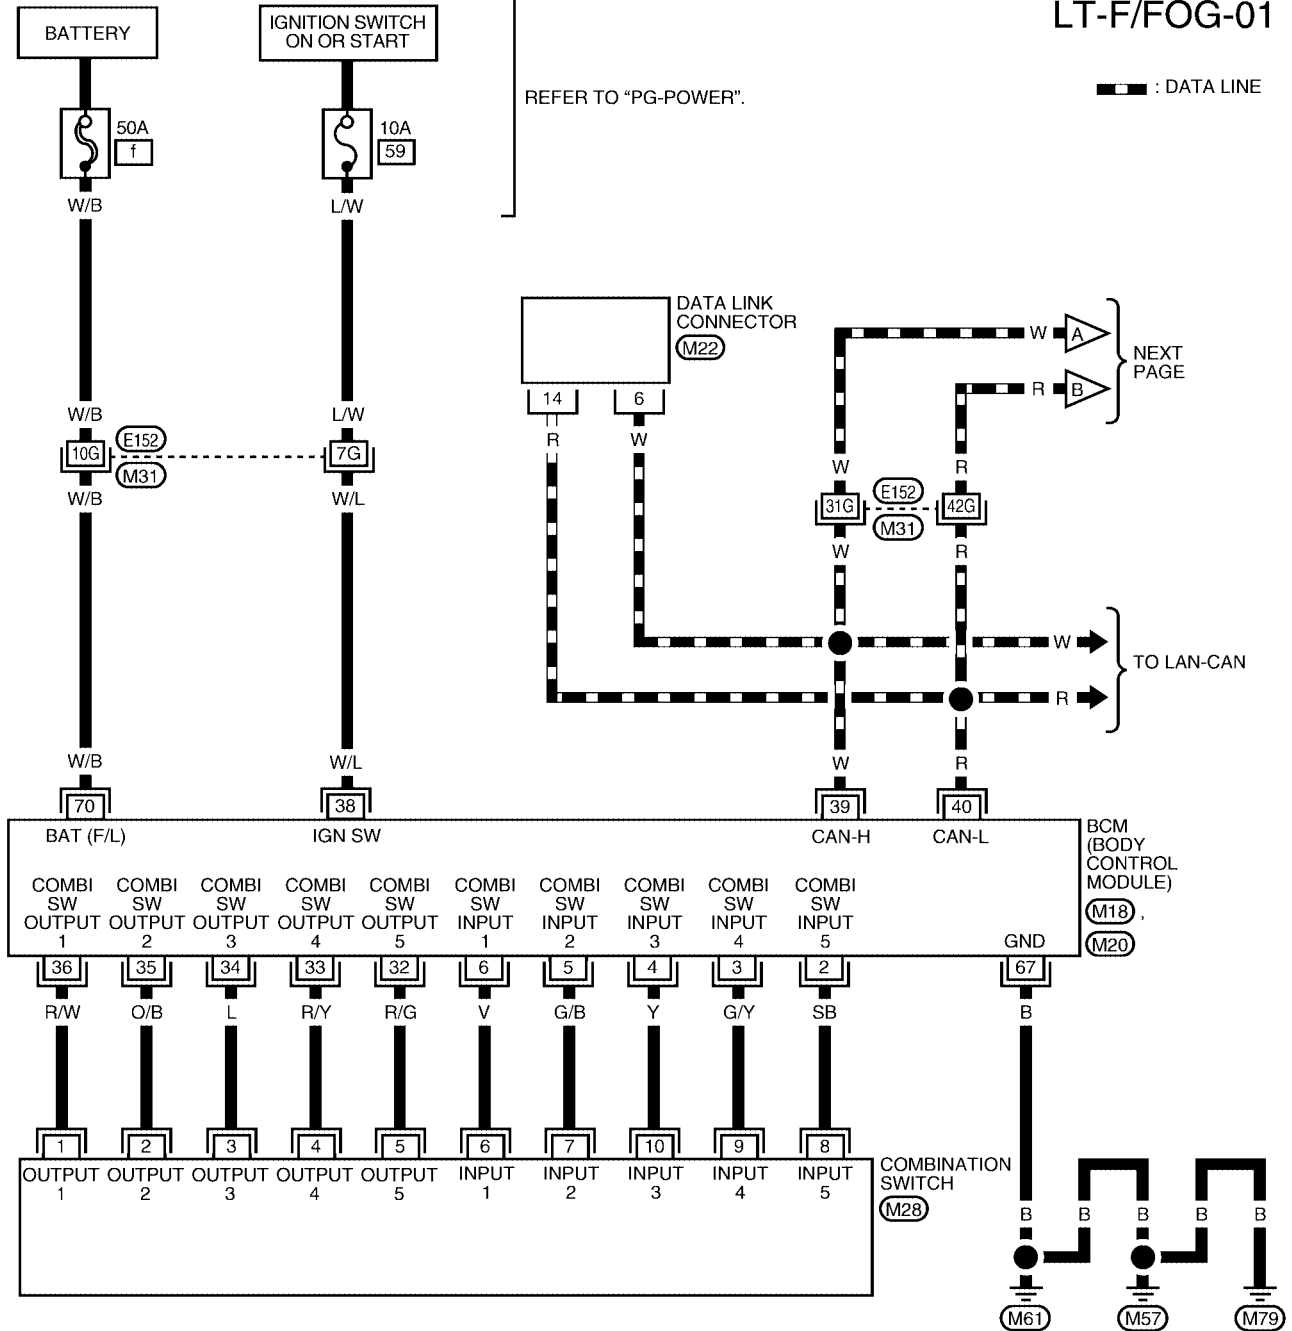 LT-F/FOG-01
BATTERY
IGNITION SWITCH
ON OR START
: DATA LINE
REFER TO “PG-POWER”.
50A
f
10A
59
W/B
L/W
DATA LINK
CONNECTOR
M22
W
A
NEXT
PAGE
R
B
14
6
W/B
L/W
R
W
10G
E152
M31
7G
W/B
W/L
W
R
31G
E152
M31
42G
W
R
W
TO LAN-CAN
R
W/B
W/L
W
R
70
38
39
40
BAT (F/L)
IGN SW
CAN-H
CAN-L
BCM
(BODY
CONTROL
MODULE)
M18 ,
M20
COMBI
SW
OUTPUT
1
COMBI
SW
OUTPUT
2
COMBI
SW
OUTPUT
3
COMBI
SW
OUTPUT
4
COMBI
SW
OUTPUT
5
COMBI
SW
INPUT
1
COMBI
SW
INPUT
2
COMBI
SW
INPUT
3
COMBI
SW
INPUT
4
COMBI
SW
INPUT
5
GND
36
35
34
33
32
6
5
4
3
2
67
R/W
O/B
L
R/Y
R/G
V
G/B
Y
G/Y
SB
B
1
2
3
4
5
6
7
10
9
8
OUTPUT
1
OUTPUT
2
OUTPUT
3
OUTPUT
4
OUTPUT
5
INPUT
1
INPUT
2
INPUT
3
INPUT
4
INPUT
5
COMBINATION
SWITCH
M28
B
B
B
B
B
M61
M57
M79